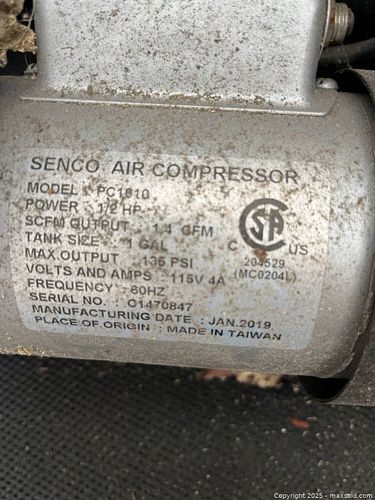 SENCO AIR COMPRESSOR
MODEL : PC1010
POWER : 1/2 HP
SCFM OUTPUT : 1.4 CFM
TANK SIZE : 1 GAL
MAX.OUTPUT : 135 PSI
VOLTS AND AMPS : 115V 4A
FREQUENCY : 60HZ
SERIAL NO. : C1470847
MANUFACTURING DATE : JAN.2019
PLACE OF ORIGIN : MADE IN TAIWAN
C US
204529
(MC0204L)
Copyright © 2025 - maxsold.com